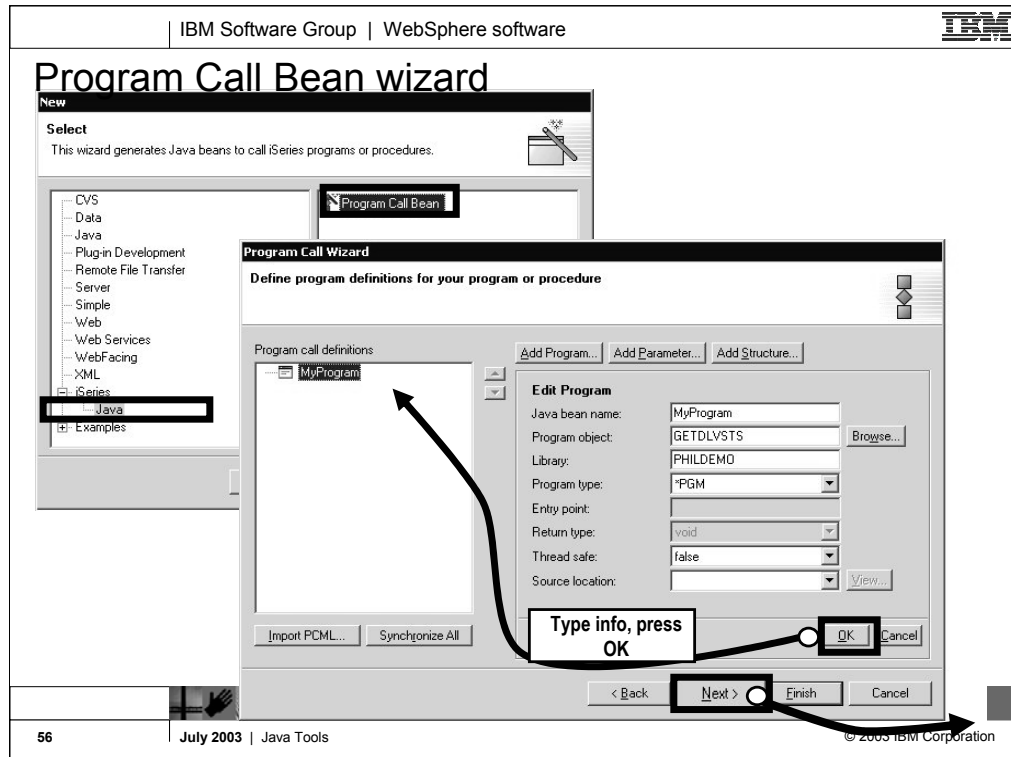 IBM Software Group | WebSphere software
IBM
Program Call Bean wizard
New
Select
This wizard generates Java beans to call iSeries programs or procedures.
CVS
Data
Java
Plug-in Development
Remote File Transfer
Server
Simple
Web
Web Services
WebFacing
XML
iSeries
Java
Examples
Program Call Bean
Program Call Wizard
Define program definitions for your program or procedure
Program call definitions
MyProgram
Add Program... Add Parameter... Add Structure...
Edit Program
Java bean name: MyProgram
Program object: GETDLVSTS Browse...
Library: PHILDEMO
Program type: *PGM
Entry point:
Return type: void
Thread safe: false
Source location: View...
Import PCML... Synchronize All
Type info, press
OK
OK Cancel
< Back Next > Finish Cancel
56 July 2003 | Java Tools © 2003 IBM Corporation